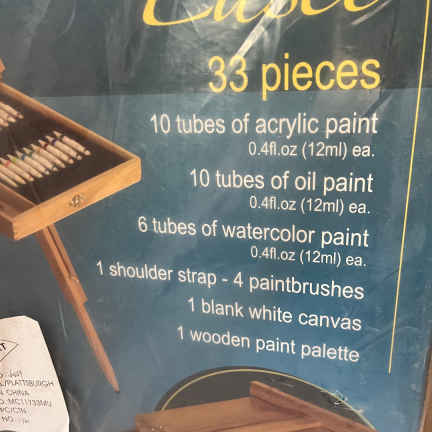 33 pieces
10 tubes of acrylic paint
0.4fl.oz (12ml) ea.
10 tubes of oil paint
0.4fl.oz (12ml) ea.
6 tubes of watercolor paint
0.4fl.oz (12ml) ea.
1 shoulder strap - 4 paintbrushes
1 blank white canvas
1 wooden paint palette
/PLATTSBURGH
CHINA